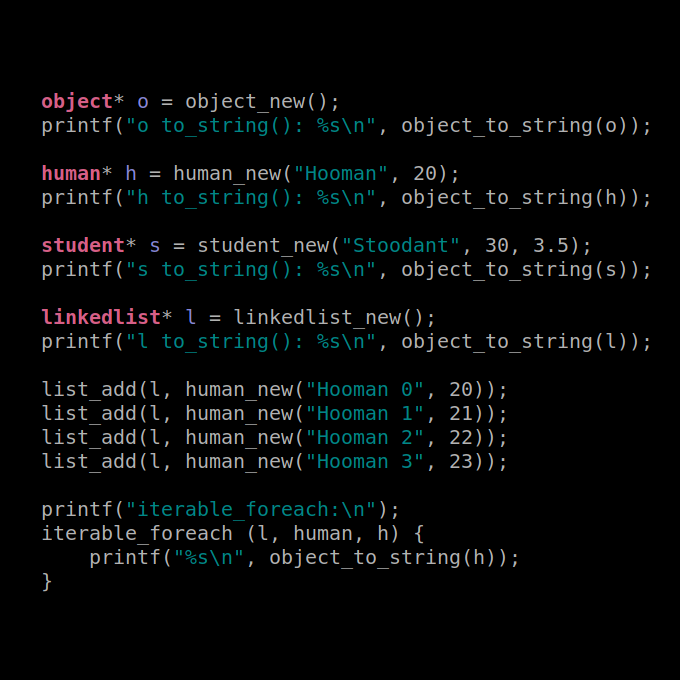 object* o = object_new();
printf("o to_string(): %s\n", object_to_string(o));

human* h = human_new("Hooman", 20);
printf("h to_string(): %s\n", object_to_string(h));

student* s = student_new("Stoodant", 30, 3.5);
printf("s to_string(): %s\n", object_to_string(s));

linkedlist* l = linkedlist_new();
printf("l to_string(): %s\n", object_to_string(l));

list_add(l, human_new("Hooman 0", 20));
list_add(l, human_new("Hooman 1", 21));
list_add(l, human_new("Hooman 2", 22));
list_add(l, human_new("Hooman 3", 23));

printf("iterable_foreach:\n");
iterable_foreach (l, human, h) {
    printf("%s\n", object_to_string(h));
}